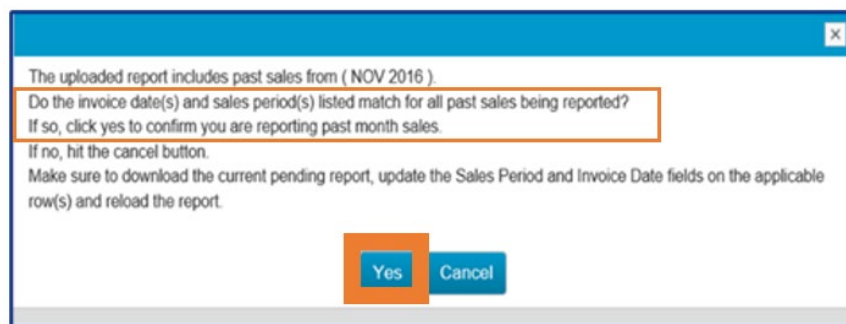 The uploaded report includes past sales from ( NOV 2016 ).
Do the invoice date(s) and sales period(s) listed match for all past sales being reported?
If so, click yes to confirm you are reporting past month sales.
If no, hit the cancel button.
Make sure to download the current pending report, update the Sales Period and Invoice Date fields on the applicable
row(s) and reload the report.
Yes Cancel